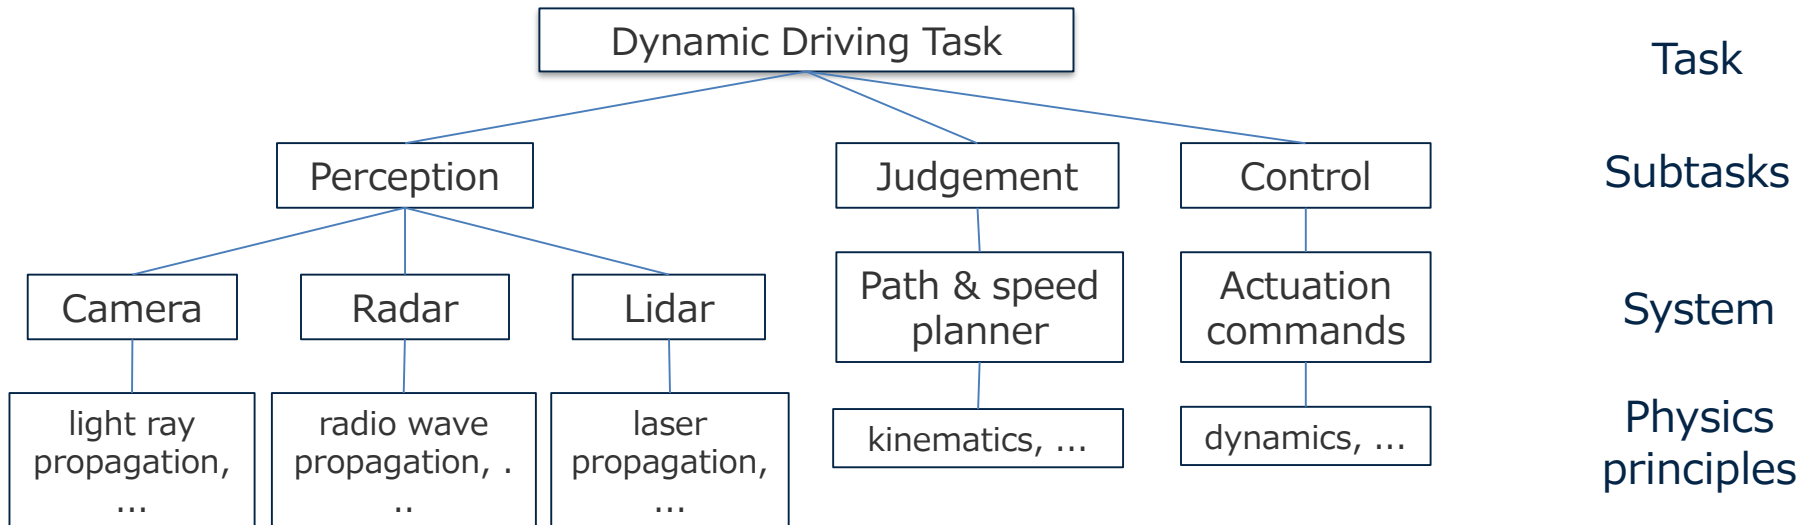 Dynamic Driving Task
Task
Perception
Judgement
Control
Subtasks
Camera
Radar
Lidar
Path & speed
planner
Actuation
commands
System
light ray
propagation,
...
radio wave
propagation, .
..
laser
propagation,
...
kinematics, ...
dynamics, ...
Physics
principles